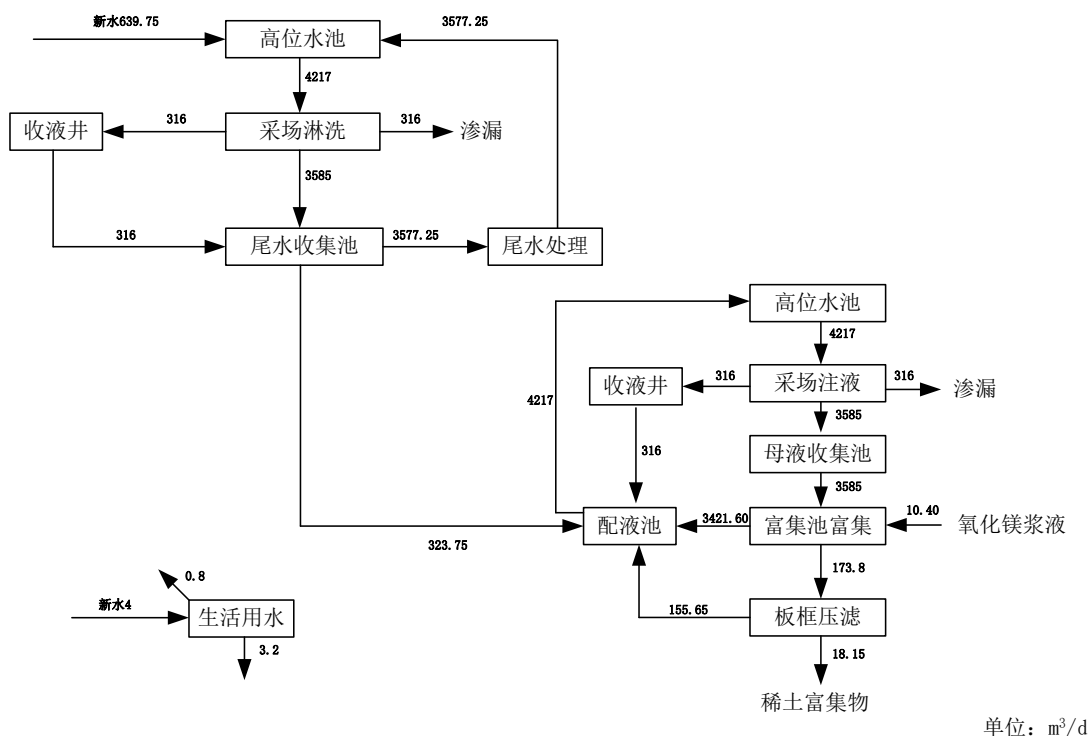 新水639.75
3577.25
高位水池
4217
收液井
316
采场淋洗
316
渗漏
3585
316
尾水收集池
3577.25
尾水处理
高位水池
4217
收液井
316
采场注液
316
渗漏
4217
3585
316
母液收集池
3585
配液池
3421.60
富集池富集
10.40
氧化镁浆液
323.75
173.8
0.8
新水4
生活用水
155.65
板框压滤
3.2
18.15
稀土富集物
单位：m³/d